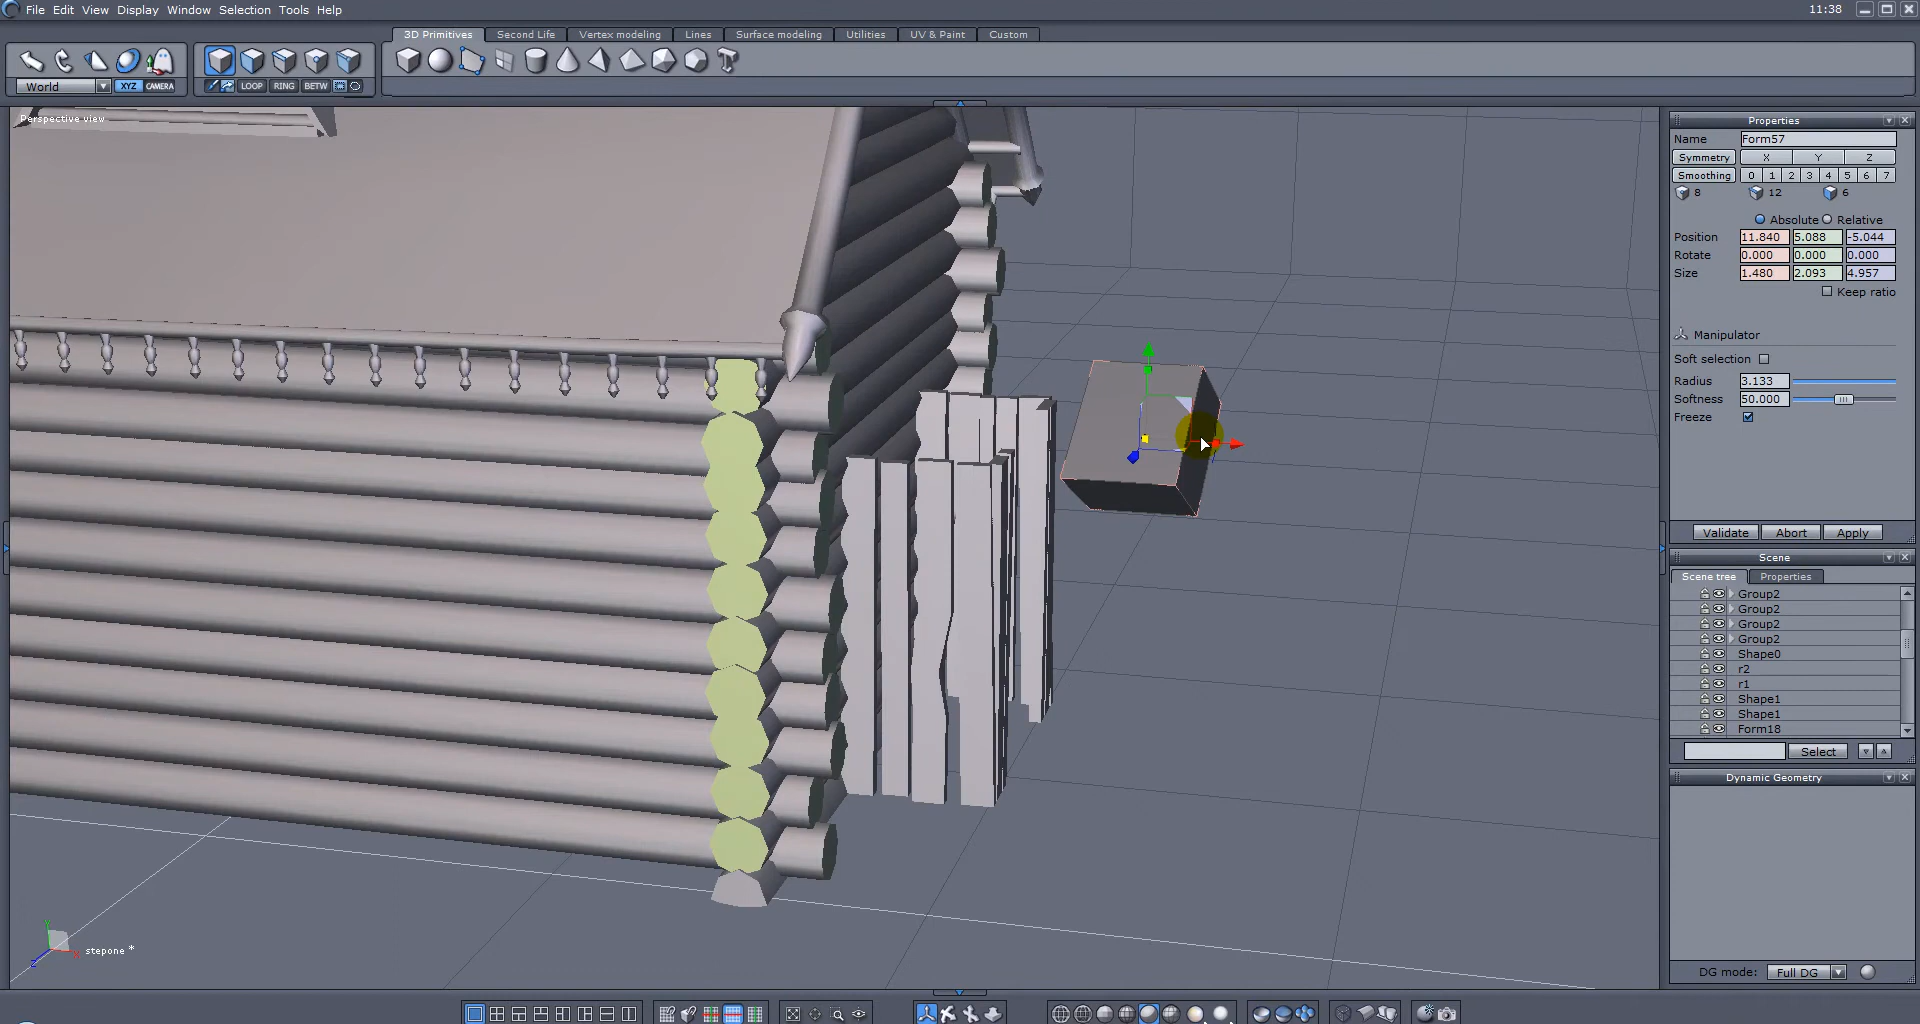 File Edit View Display Window Selection Tools Help 11:38
3D Primitives Second Life Vertex modeling Lines Surface modeling Utilities UV & Paint Custom
World XYZ CAMERA LOOP RING BETW
Perspective view
Properties
Name Form57
Symmetry X Y Z
Smoothing 0 1 2 3 4 5 6 7
8 12 6
Absolute Relative
Position 11.840 5.088 -5.044
Rotate 0.000 0.000 0.000
Size 1.480 2.093 4.957
Keep ratio
Manipulator
Soft selection
Radius 3.133
Softness 50.000
Freeze
Validate Abort Apply
Scene
Scene tree Properties
Group2
Group2
Group2
Group2
Shape0
r2
r1
Shape1
Shape1
Form18
Select
Dynamic Geometry
Y
X
Z
stepone *
DG mode: Full DG